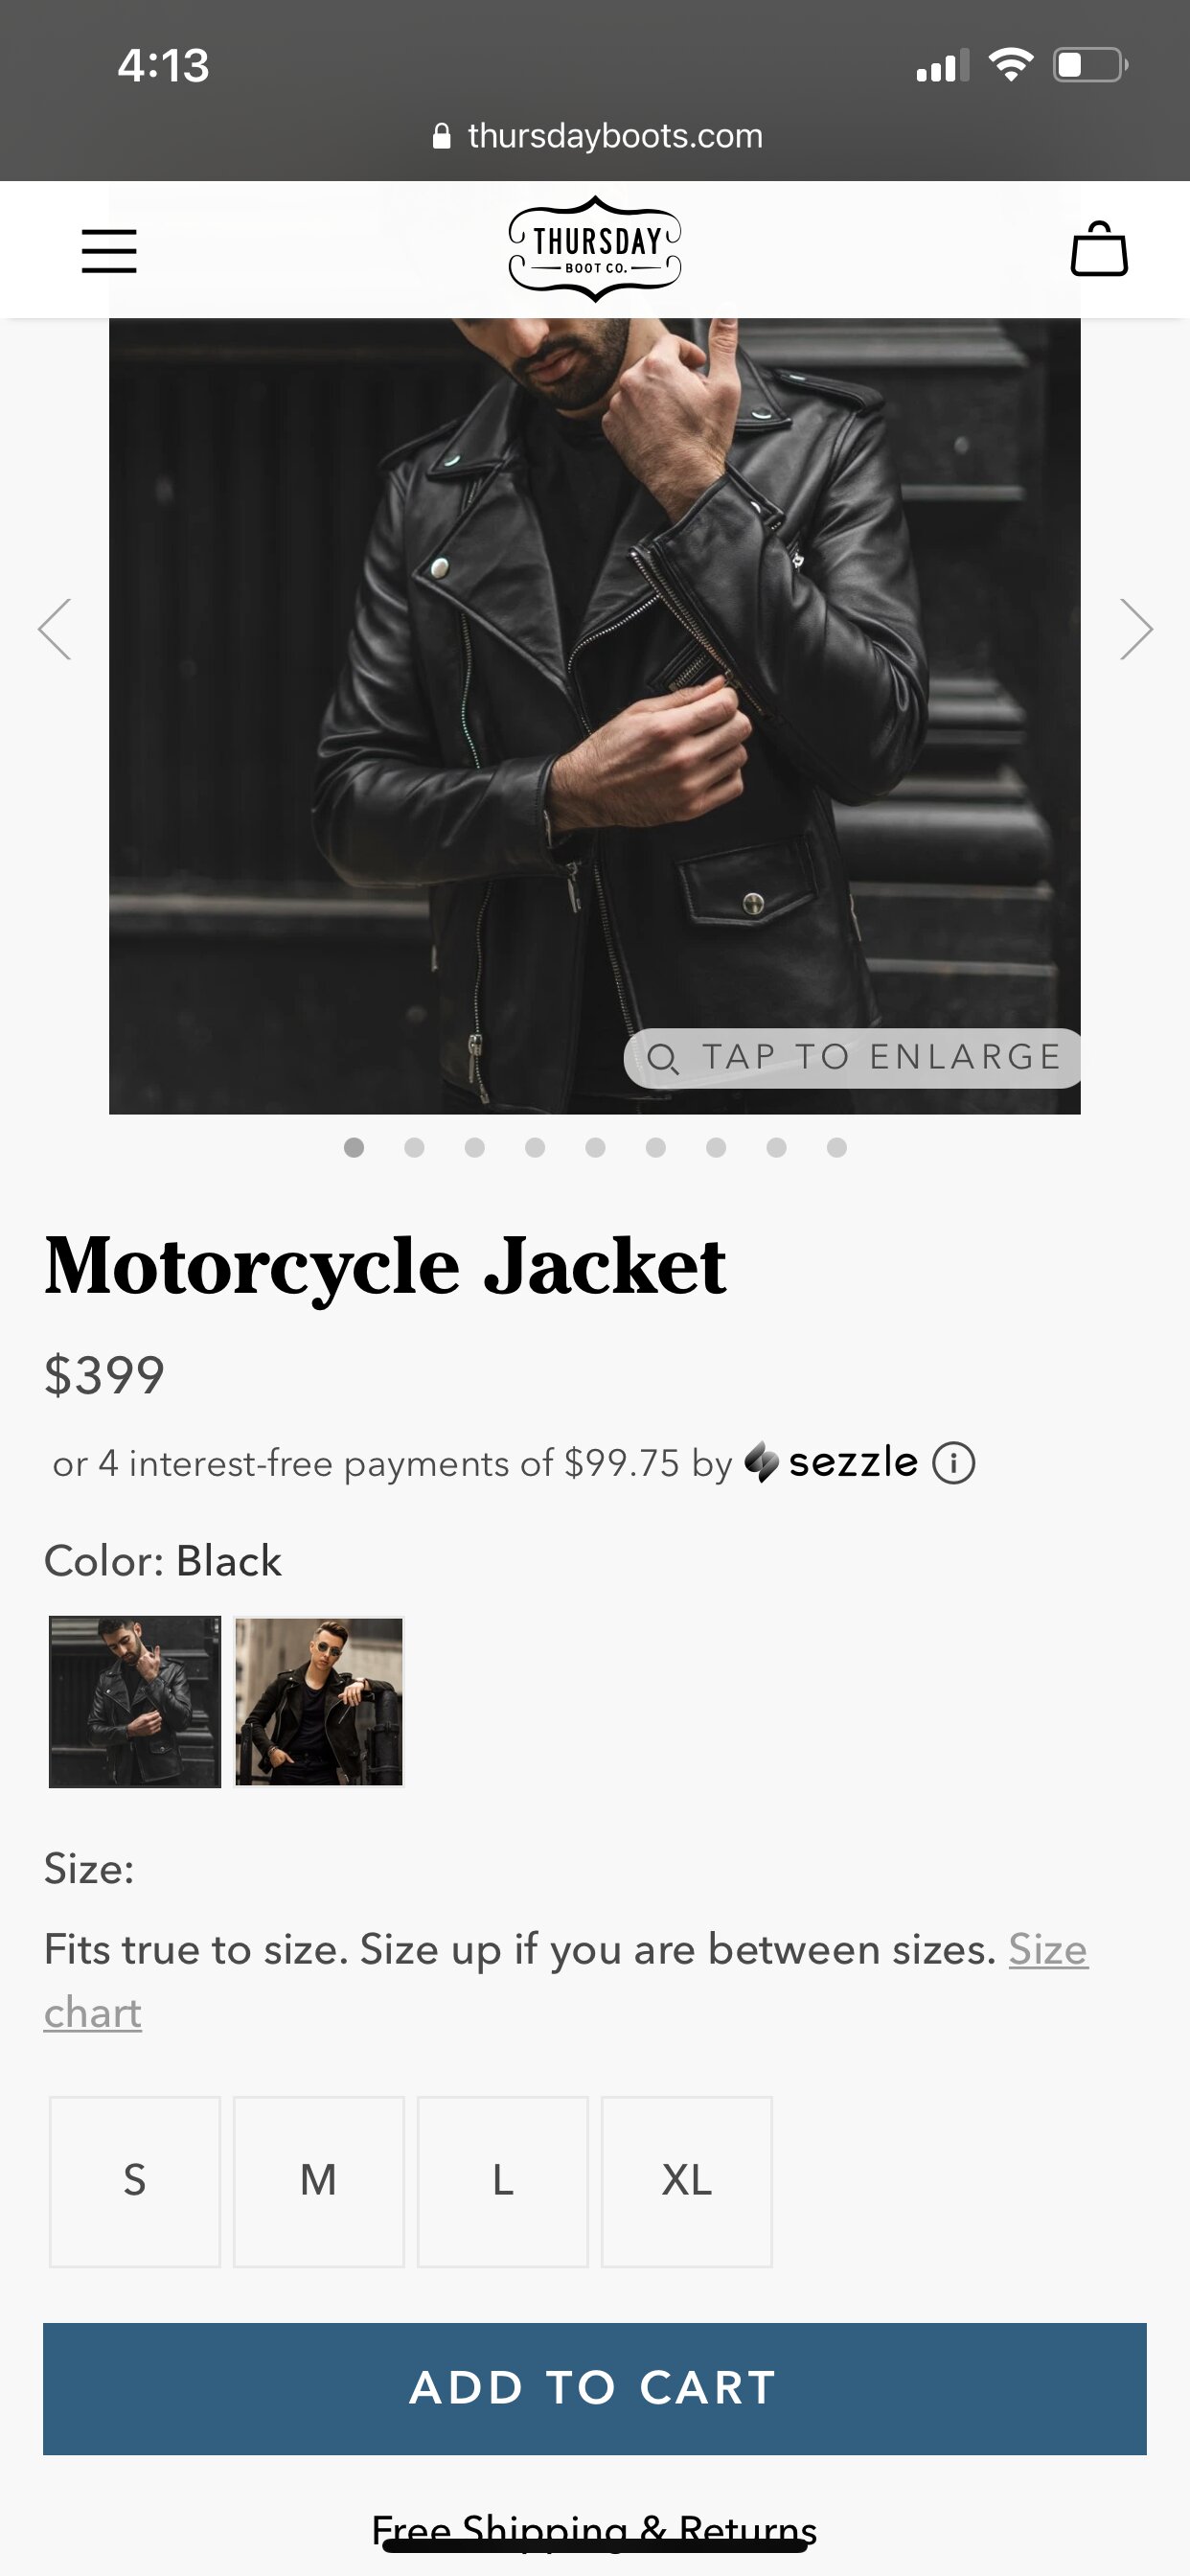 4:13
thursdayboots.com
THURSDAY
BOOT CO.
TAP TO ENLARGE
Motorcycle Jacket
$399
or 4 interest-free payments of $99.75 by sezzle
Color: Black
Size:
Fits true to size. Size up if you are between sizes. Size
chart
S M L XL
ADD TO CART
Free Shipping & Returns